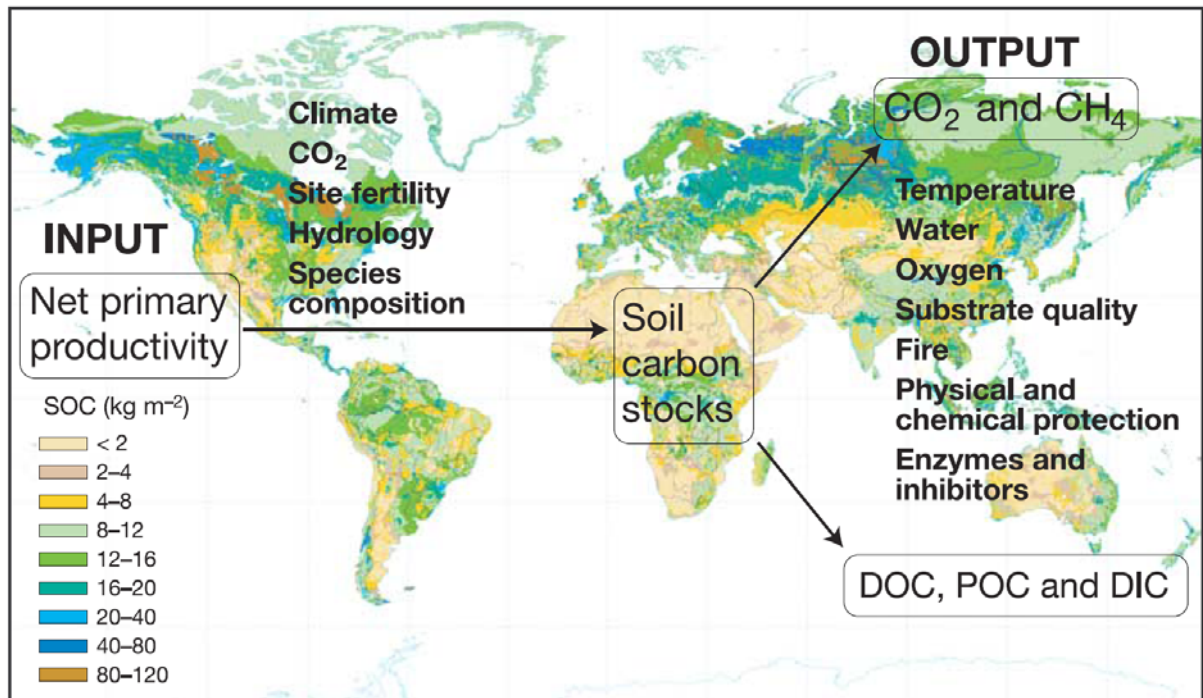 INPUT
Net primary
productivity
Climate
CO₂
Site fertility
Hydrology
Species
composition
Soil
carbon
stocks
OUTPUT
CO₂ and CH₄
Temperature
Water
Oxygen
Substrate quality
Fire
Physical and
chemical protection
Enzymes and
inhibitors
DOC, POC and DIC
SOC (kg m⁻²)
< 2
2–4
4–8
8–12
12–16
16–20
20–40
40–80
80–120